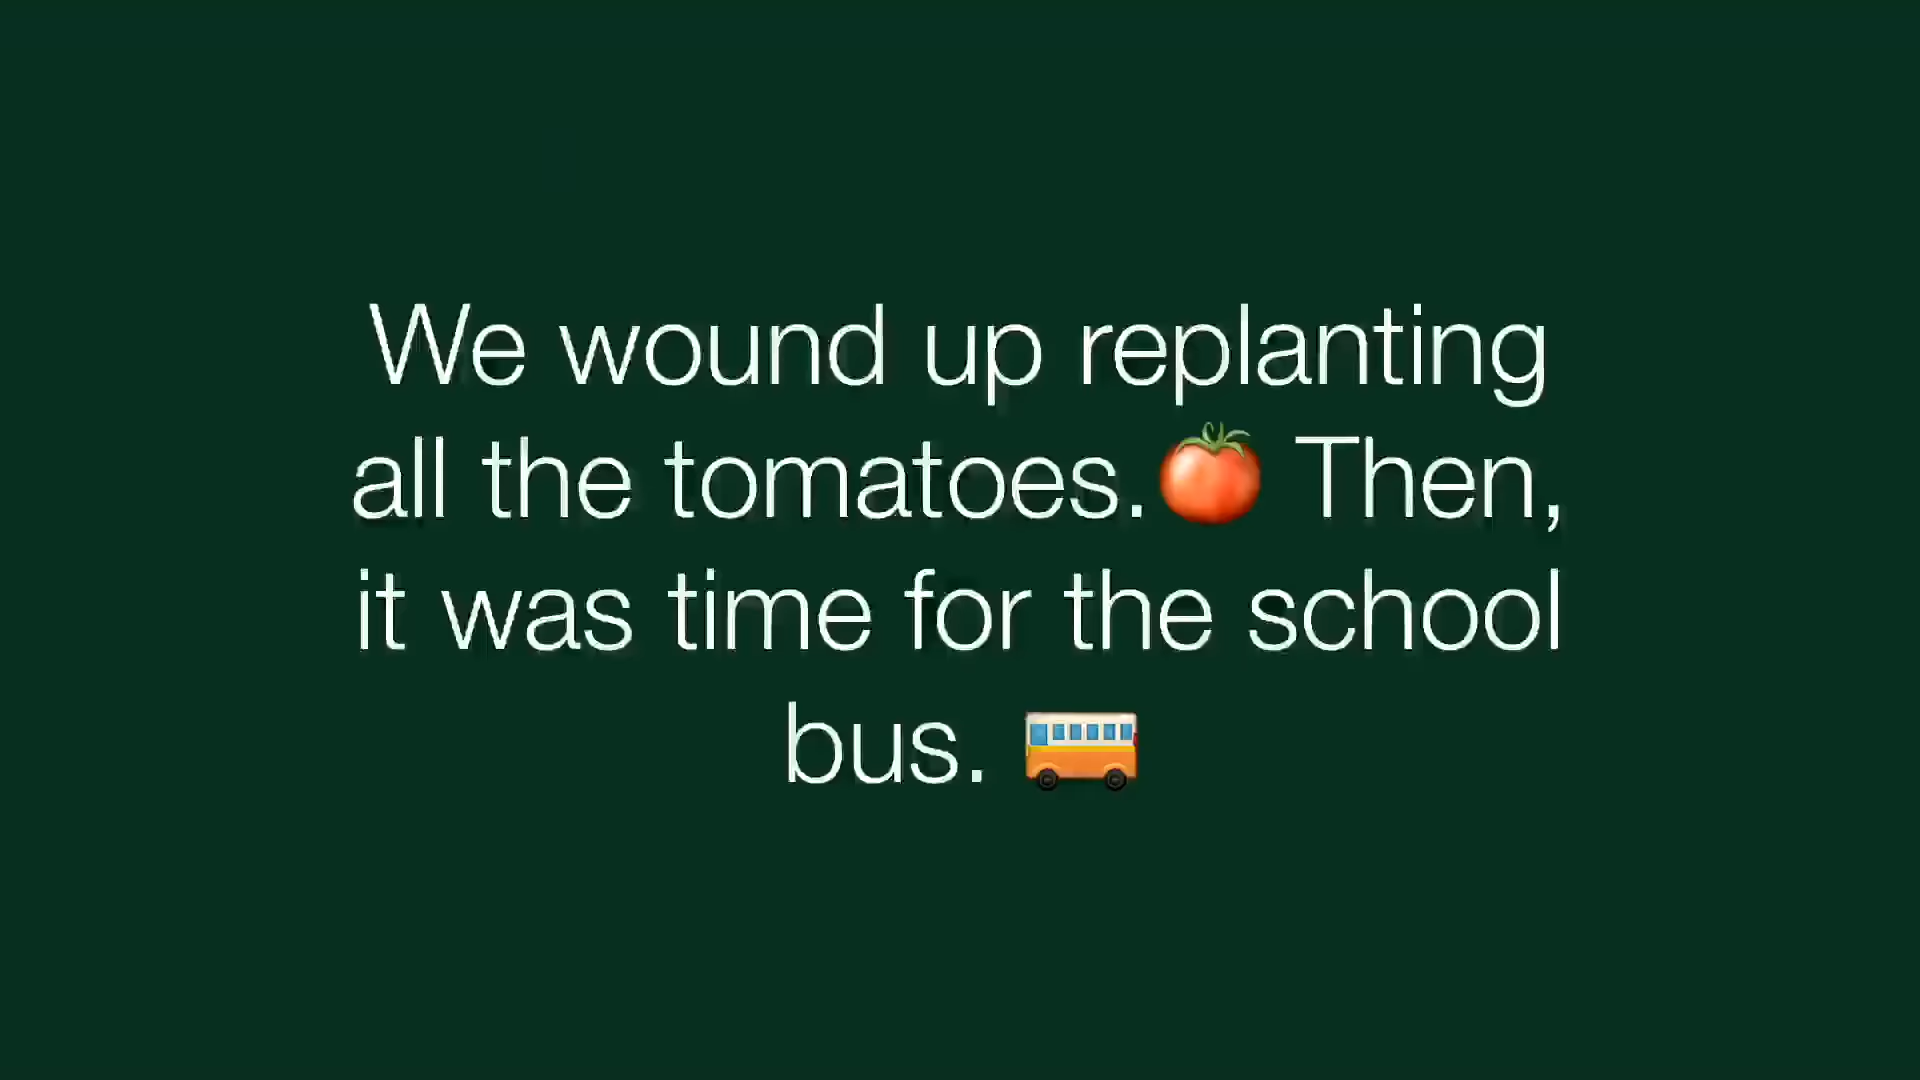 We wound up replanting
all the tomatoes.🍅 Then,
it was time for the school
bus. 🚌